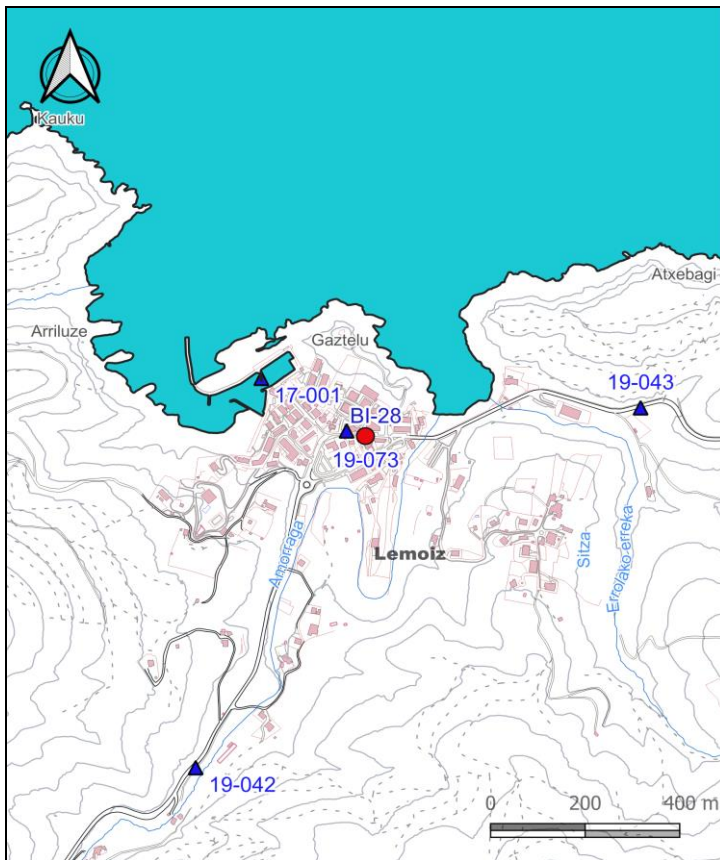 Kauku
Atxebagi
Arriluze
Gaztelu
19-043
17-001
BI-28
19-073
Amorraga
Lemoiz
Sitza
Errotako erreka
19-042
0 200 400 m